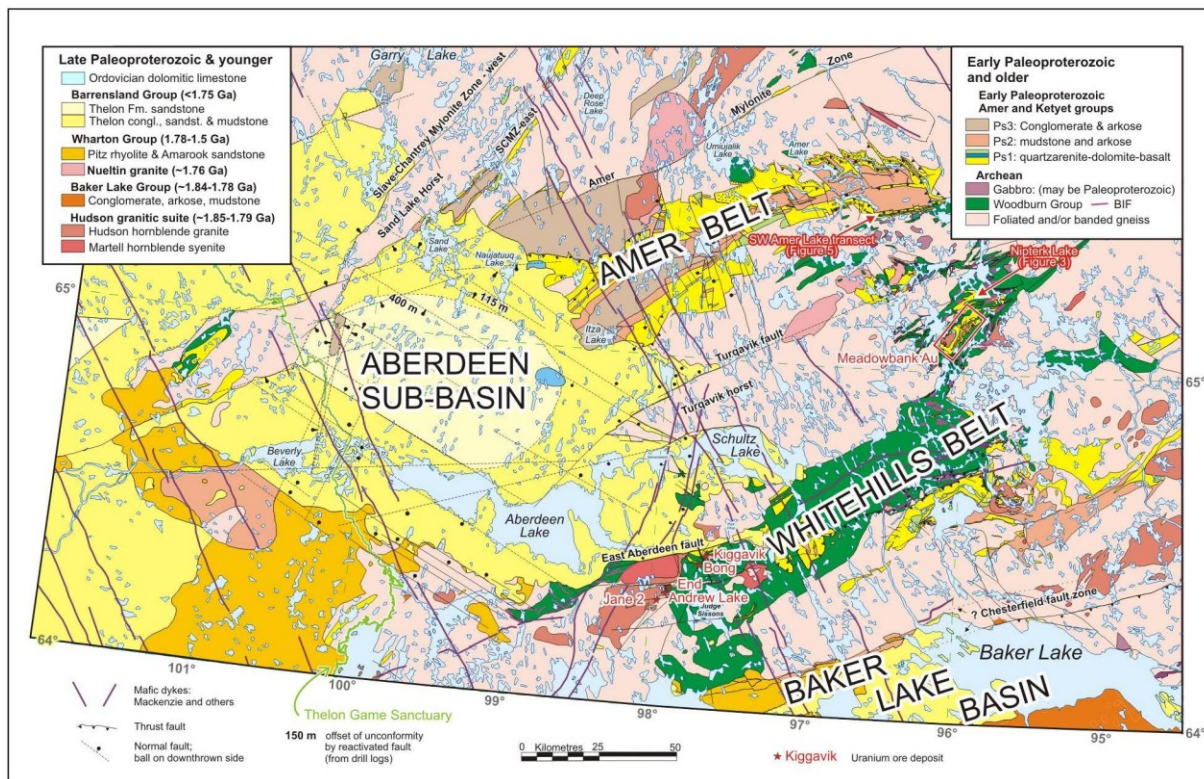 Late Paleoproterozoic & younger
Ordovician dolomitic limestone
Barrensland Group (<1.75 Ga)
Thelon Fm. sandstone
Thelon congl., sandst. & mudstone
Wharton Group (1.78-1.5 Ga)
Pitz rhyolite & Amarook sandstone
Nueltin granite (~1.76 Ga)
Baker Lake Group (~1.84-1.78 Ga)
Conglomerate, arkose, mudstone
Hudson granitic suite (~1.85-1.79 Ga)
Hudson hornblende granite
Martell hornblende syenite
Early Paleoproterozoic
and older
Early Paleoproterozoic
Amer and Ketyet groups
Ps3: Conglomerate & arkose
Ps2: mudstone and arkose
Ps1: quartzarenite-dolomite-basalt
Archean
Gabbro: (may be Paleoproterozoic)
Woodburn Group
BIF
Foliated and/or banded gneiss
Garry Lake
Slave-Chantrey Mylonite Zone - west
SCMZ-east
Deep Rose Lake
Sand Lake Horst
Amer
Mylonite
Zone
Umiujalik Lake
Amer Lake
AMER BELT
SW Amer Lake transect
(Figure 5)
Nipterk Lake
(Figure 3)
Meadowbank Au
Sand Lake
Naujatuuq Lake
Itza Lake
400 m
115 m
Turqavik fault
Turqavik horst
ABERDEEN
SUB-BASIN
Beverly Lake
Schultz Lake
Aberdeen Lake
WHITEHILLS BELT
East Aberdeen fault
Kiggavik
Bong
End
Andrew Lake
Jane 2
Judge Sissons
? Chesterfield fault zone
Baker Lake
BAKER
LAKE
BASIN
65°
65°
64°
101°
100°
99°
98°
97°
96°
95°
64°
Mafic dykes:
Mackenzie and others
Thrust fault
Normal fault;
ball on downthrown side
Thelon Game Sanctuary
150 m offset of unconformity
by reactivated fault
(from drill logs)
0 Kilometres 25 50
Kiggavik Uranium ore deposit